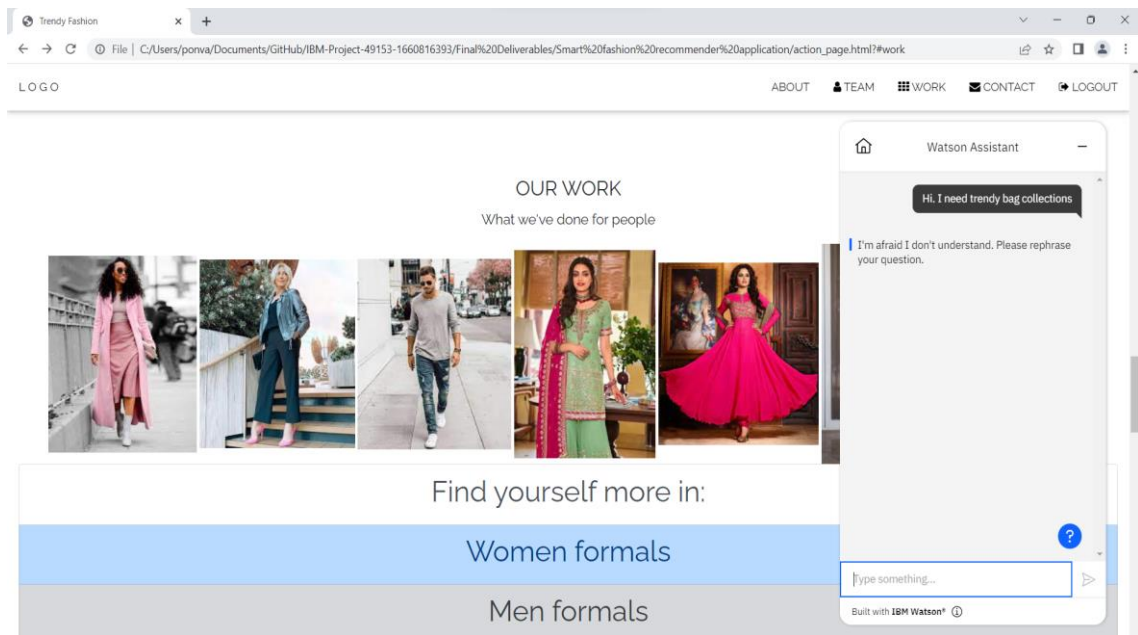 Trendy Fashion
File | C:/Users/ponva/Documents/GitHub/IBM-Project-49153-1660816393/Final%20Deliverables/Smart%20fashion%20recommender%20application/action_page.html?#work
LOGO
ABOUT TEAM WORK CONTACT LOGOUT
Watson Assistant
Hi, I need trendy bag collections
OUR WORK
What we've done for people
I'm afraid I don't understand. Please rephrase
your question.
Find yourself more in:
Women formals
Men formals
?
Type something...
Built with IBM Watson®